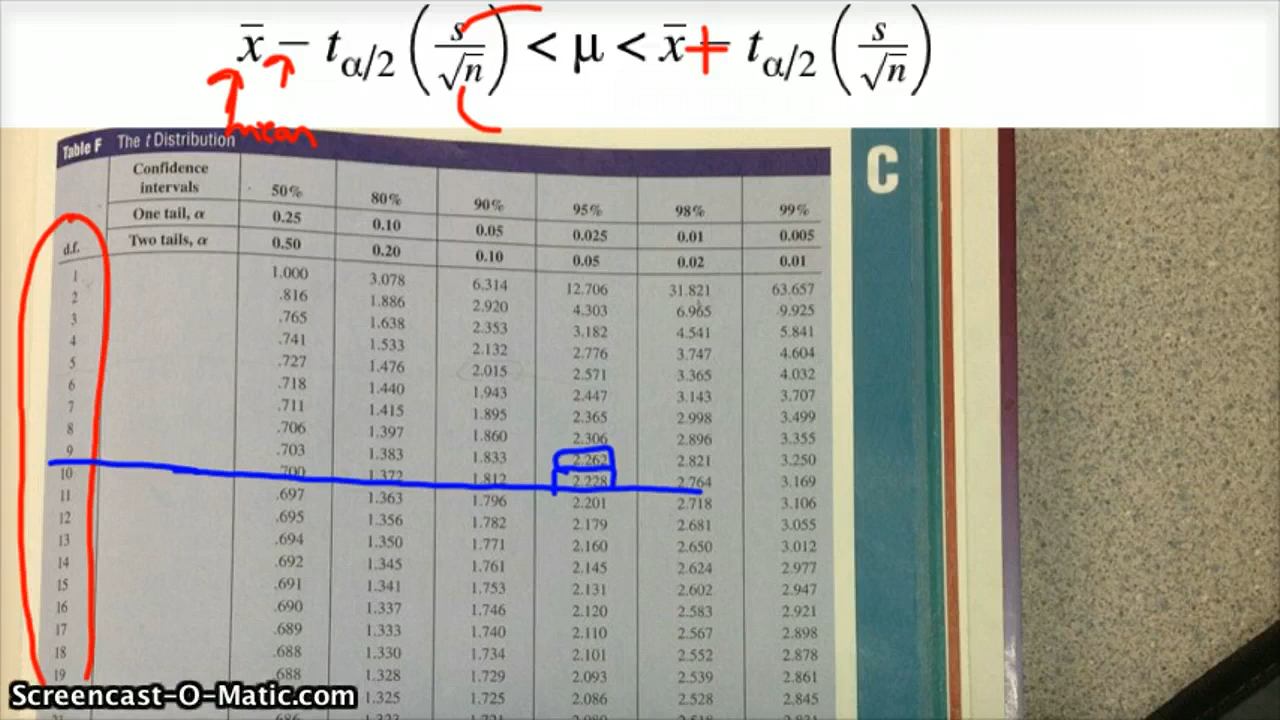 x̄ − tα/2 (s/√n) < μ < x̄ + tα/2 (s/√n)
mean
Table F The t Distribution
C
Confidence intervals 50% 80% 90% 95% 98% 99%
One tail, α 0.25 0.10 0.05 0.025 0.01 0.005
d.f. Two tails, α 0.50 0.20 0.10 0.05 0.02 0.01
1 1.000 3.078 6.314 12.706 31.821 63.657
2 .816 1.886 2.920 4.303 6.965 9.925
3 .765 1.638 2.353 3.182 4.541 5.841
4 .741 1.533 2.132 2.776 3.747 4.604
5 .727 1.476 2.015 2.571 3.365 4.032
6 .718 1.440 1.943 2.447 3.143 3.707
7 .711 1.415 1.895 2.365 2.998 3.499
8 .706 1.397 1.860 2.306 2.896 3.355
9 .703 1.383 1.833 2.262 2.821 3.250
10 .700 1.372 1.812 2.228 2.764 3.169
11 .697 1.363 1.796 2.201 2.718 3.106
12 .695 1.356 1.782 2.179 2.681 3.055
13 .694 1.350 1.771 2.160 2.650 3.012
14 .692 1.345 1.761 2.145 2.624 2.977
15 .691 1.341 1.753 2.131 2.602 2.947
16 .690 1.337 1.746 2.120 2.583 2.921
17 .689 1.333 1.740 2.110 2.567 2.898
18 .688 1.330 1.734 2.101 2.552 2.878
19 .688 1.328 1.729 2.093 2.539 2.861
1.325 1.725 2.086 2.528 2.845
Screencast-O-Matic.com